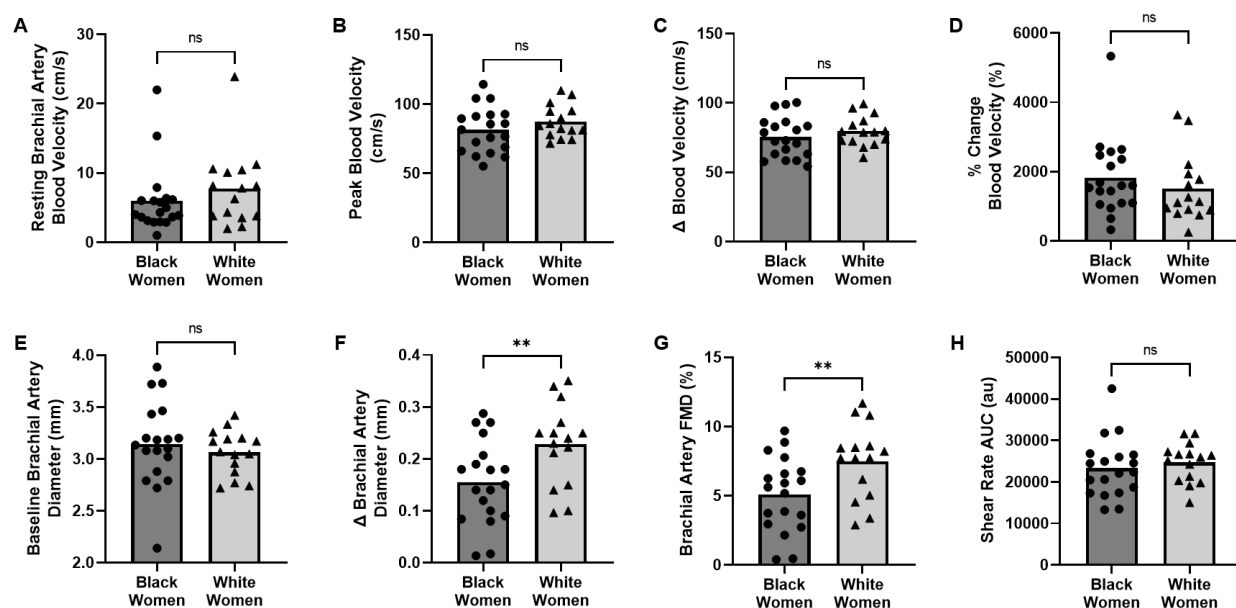 A
Resting Brachial Artery
Blood Velocity (cm/s)
30
20
10
0
ns
Black
Women
White
Women
B
Peak Blood Velocity
(cm/s)
150
100
50
0
ns
Black
Women
White
Women
C
Δ Blood Velocity (cm/s)
150
100
50
0
ns
Black
Women
White
Women
D
% Change
Blood Velocity (%)
6000
4000
2000
0
ns
Black
Women
White
Women
E
Baseline Brachial Artery
Diameter (mm)
4.0
3.5
3.0
2.5
2.0
ns
Black
Women
White
Women
F
Δ Brachial Artery
Diameter (mm)
0.4
0.3
0.2
0.1
0.0
**
Black
Women
White
Women
G
Brachial Artery FMD (%)
15
10
5
0
**
Black
Women
White
Women
H
Shear Rate AUC (au)
50000
40000
30000
20000
10000
0
ns
Black
Women
White
Women